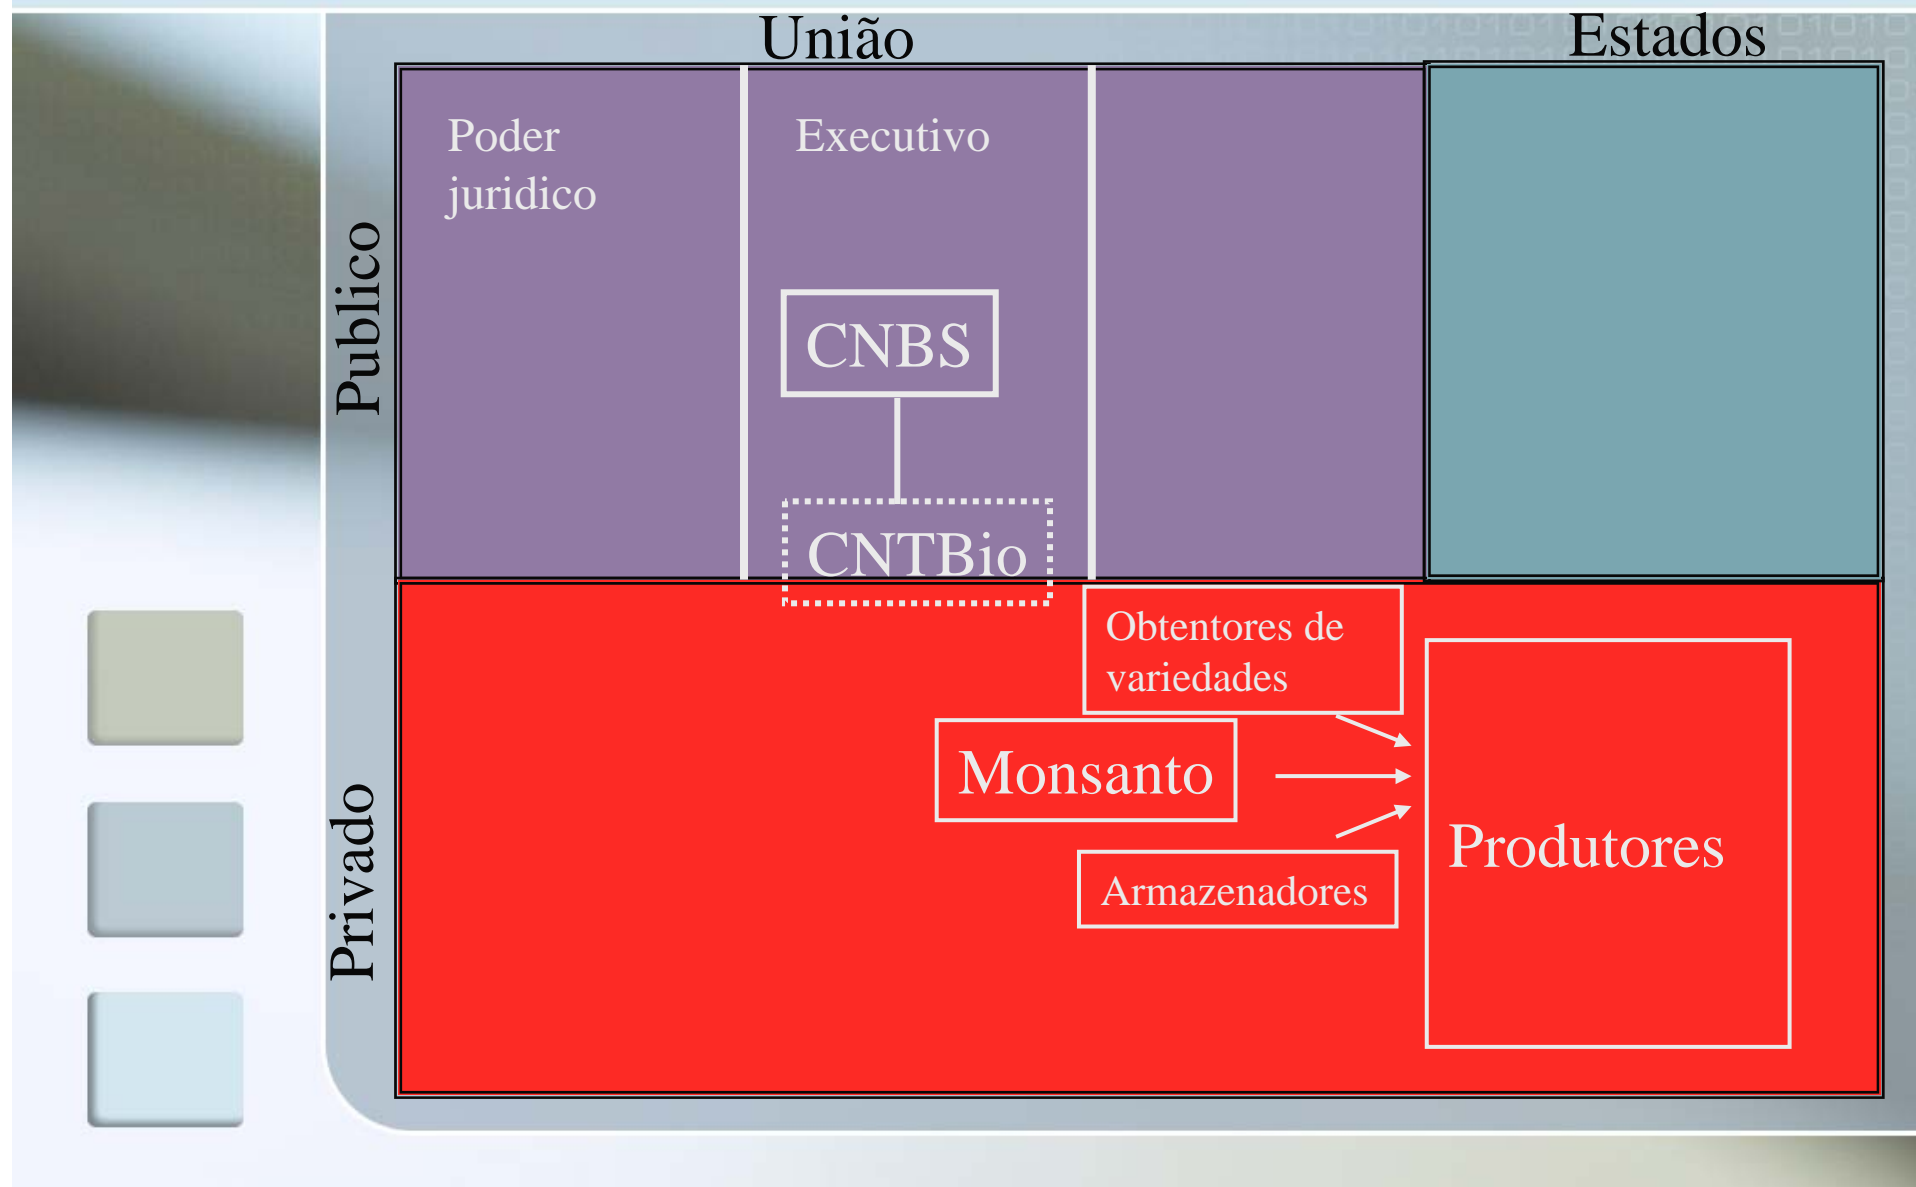 União
Estados
Publico
Poder
juridico
Executivo
CNBS
CNTBio
Privado
Obtentores de
variedades
Monsanto
Armazenadores
Produtores